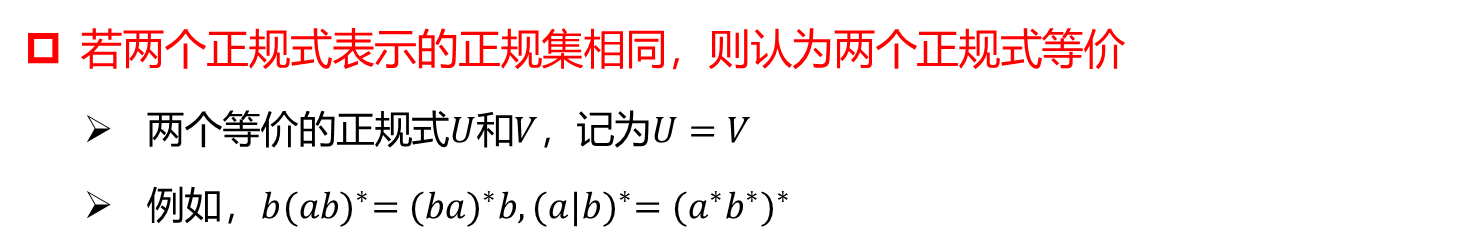 若两个正规式表示的正规集相同，则认为两个正规式等价
两个等价的正规式U和V，记为U = V
例如，b(ab)*= (ba)*b, (a|b)*= (a*b*)*